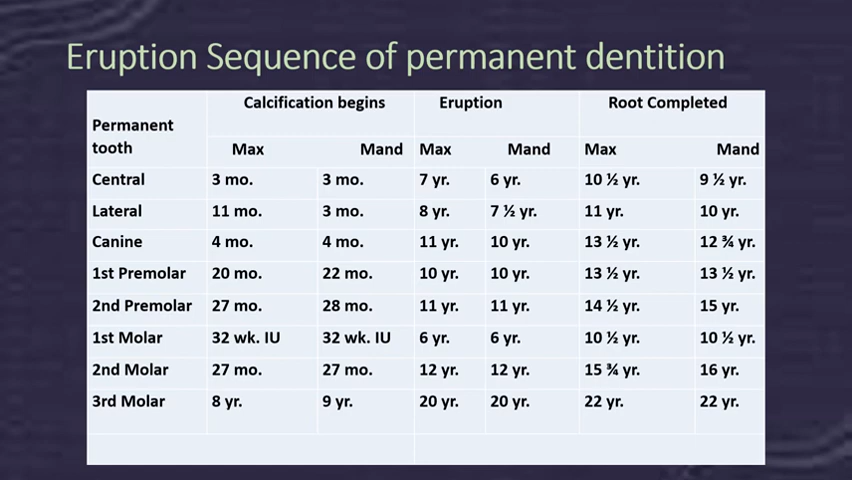 Eruption Sequence of permanent dentition
Permanent tooth Calcification begins Eruption Root Completed
Max Mand Max Mand Max Mand
Central 3 mo. 3 mo. 7 yr. 6 yr. 10 ½ yr. 9 ½ yr.
Lateral 11 mo. 3 mo. 8 yr. 7 ½ yr. 11 yr. 10 yr.
Canine 4 mo. 4 mo. 11 yr. 10 yr. 13 ½ yr. 12 ¾ yr.
1st Premolar 20 mo. 22 mo. 10 yr. 10 yr. 13 ½ yr. 13 ½ yr.
2nd Premolar 27 mo. 28 mo. 11 yr. 11 yr. 14 ½ yr. 15 yr.
1st Molar 32 wk. IU 32 wk. IU 6 yr. 6 yr. 10 ½ yr. 10 ½ yr.
2nd Molar 27 mo. 27 mo. 12 yr. 12 yr. 15 ¾ yr. 16 yr.
3rd Molar 8 yr. 9 yr. 20 yr. 20 yr. 22 yr. 22 yr.